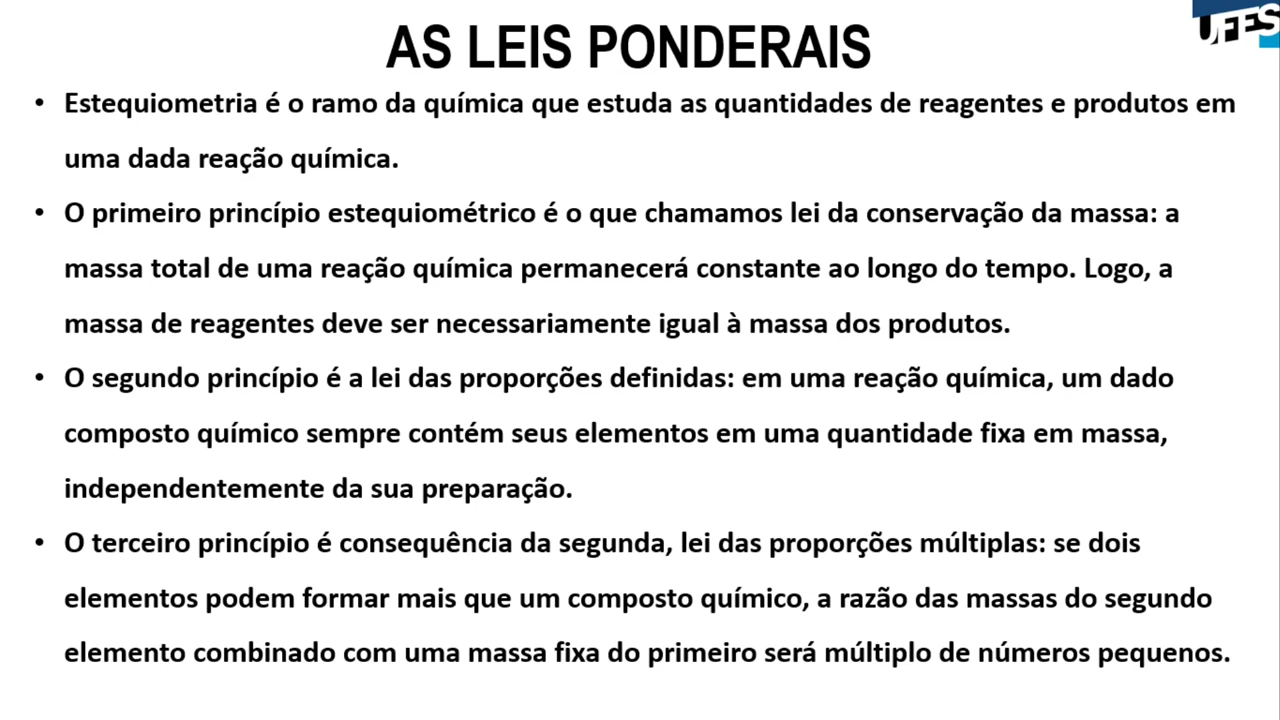 AS LEIS PONDERAIS
UFES
• Estequiometria é o ramo da química que estuda as quantidades de reagentes e produtos em
uma dada reação química.
• O primeiro princípio estequiométrico é o que chamamos lei da conservação da massa: a
massa total de uma reação química permanecerá constante ao longo do tempo. Logo, a
massa de reagentes deve ser necessariamente igual à massa dos produtos.
• O segundo princípio é a lei das proporções definidas: em uma reação química, um dado
composto químico sempre contém seus elementos em uma quantidade fixa em massa,
independentemente da sua preparação.
• O terceiro princípio é consequência da segunda, lei das proporções múltiplas: se dois
elementos podem formar mais que um composto químico, a razão das massas do segundo
elemento combinado com uma massa fixa do primeiro será múltiplo de números pequenos.